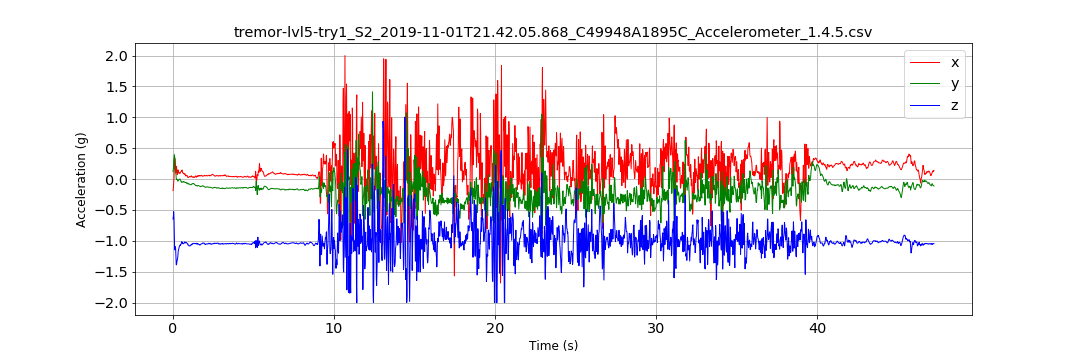 tremor-lvl5-try1_S2_2019-11-01T21.42.05.868_C49948A1895C_Accelerometer_1.4.5.csv
2.0
1.5
1.0
0.5
0.0
−0.5
−1.0
−1.5
−2.0
Acceleration (g)
x
y
z
0
10
20
30
40
Time (s)